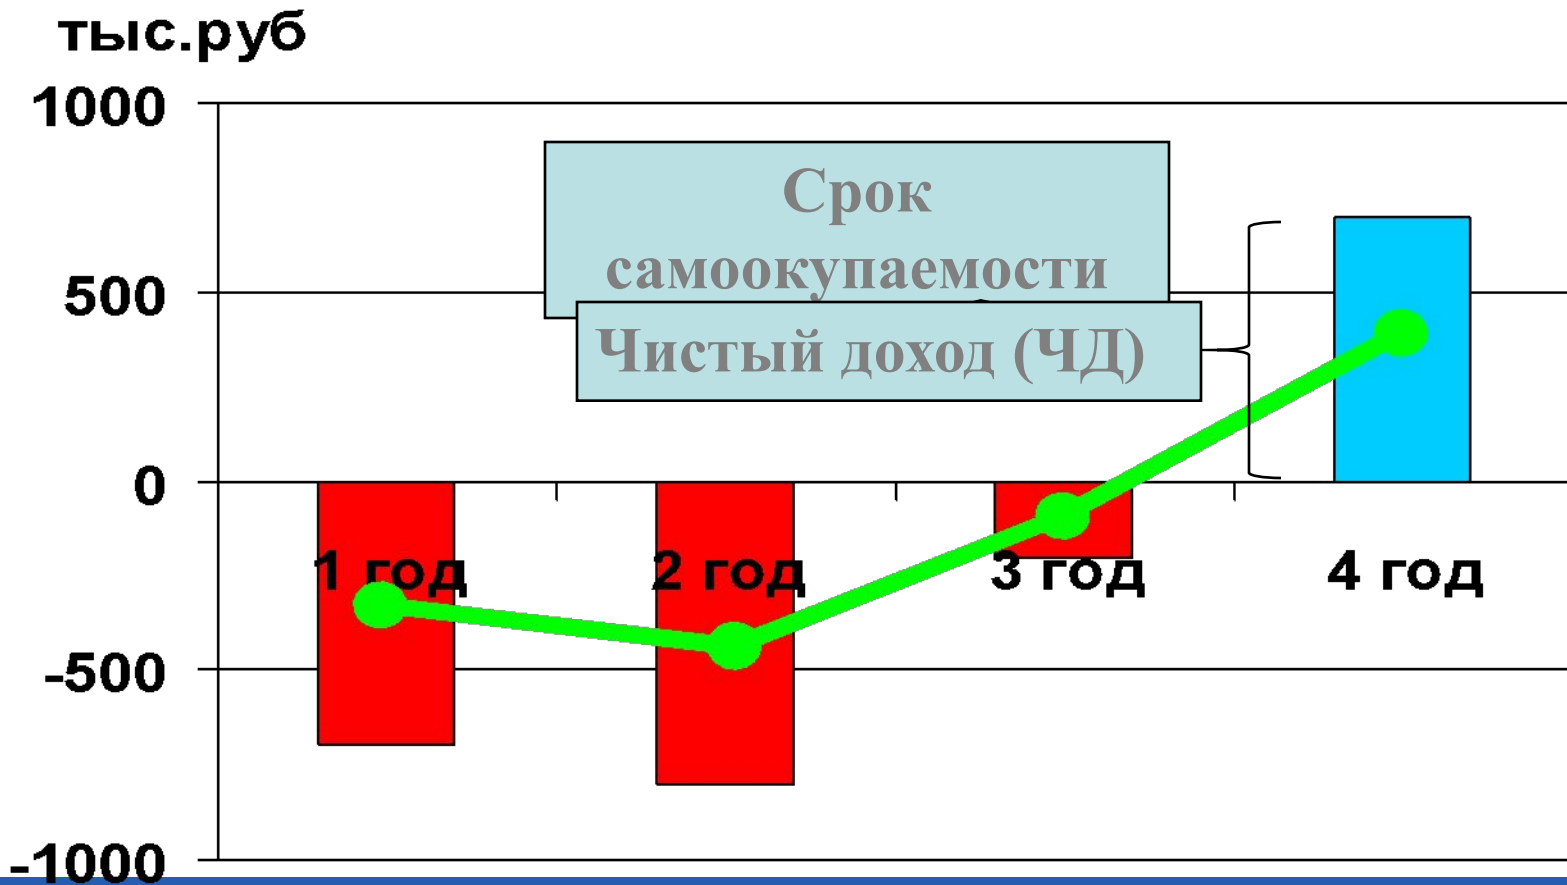 тыс.руб
1000
Срок
самоокупаемости
500
Чистый доход (ЧД)
0
1 год
2 год
3 год
4 год
-500
-1000